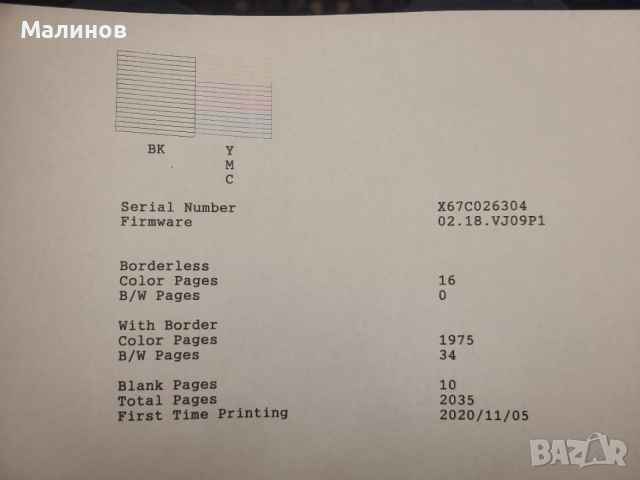 Малинов
BK Y
M
C
Serial Number X67C026304
Firmware 02.18.VJ09P1
Borderless
Color Pages 16
B/W Pages 0
With Border
Color Pages 1975
B/W Pages 34
Blank Pages 10
Total Pages 2035
First Time Printing 2020/11/05
BAZAR